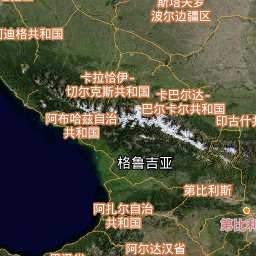 斯塔夫罗
波尔边疆区
阿迪格共和国
卡拉恰伊-
切尔克斯共和国
卡巴尔达-
巴尔卡尔共和国
印古什共
阿布哈兹自治
共和国
格鲁吉亚
第比利斯
第比利
阿扎尔自治
共和国
阿尔达汉省